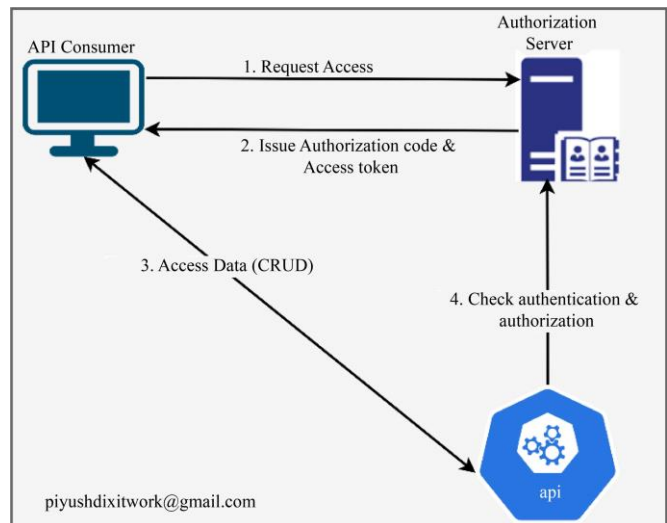 API Consumer
Authorization
Server
1. Request Access
2. Issue Authorization code &
Access token
3. Access Data (CRUD)
4. Check authentication &
authorization
api
piyushdixitwork@gmail.com